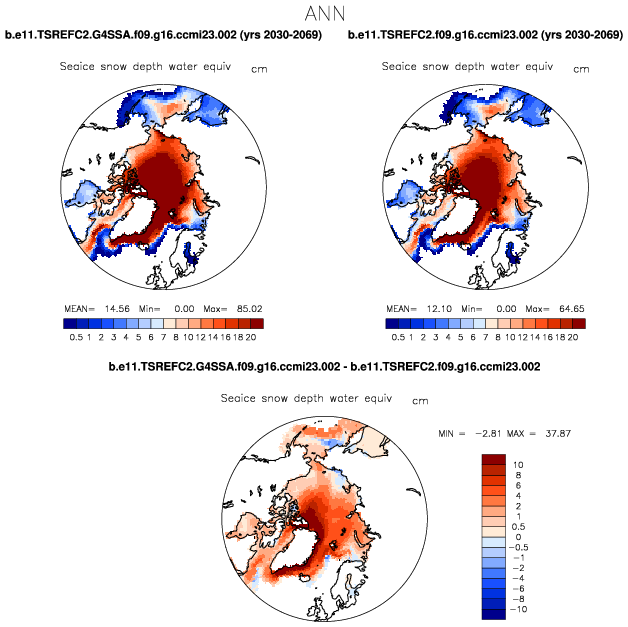 ANN
b.e11.TSREFC2.G4SSA.f09.g16.ccmi23.002 (yrs 2030-2069)
b.e11.TSREFC2.f09.g16.ccmi23.002 (yrs 2030-2069)
Seaice snow depth water equiv cm
Seaice snow depth water equiv cm
MEAN= 14.56 Min= 0.00 Max= 85.02
MEAN= 12.10 Min= 0.00 Max= 64.65
0.5 1 2 3 4 5 6 7 8 10 12 14 16 18 20
0.5 1 2 3 4 5 6 7 8 10 12 14 16 18 20
b.e11.TSREFC2.G4SSA.f09.g16.ccmi23.002 - b.e11.TSREFC2.f09.g16.ccmi23.002
Seaice snow depth water equiv cm
MIN = -2.81 MAX = 37.87
10
8
6
4
2
1
0.5
0
-0.5
-1
-2
-4
-6
-8
-10